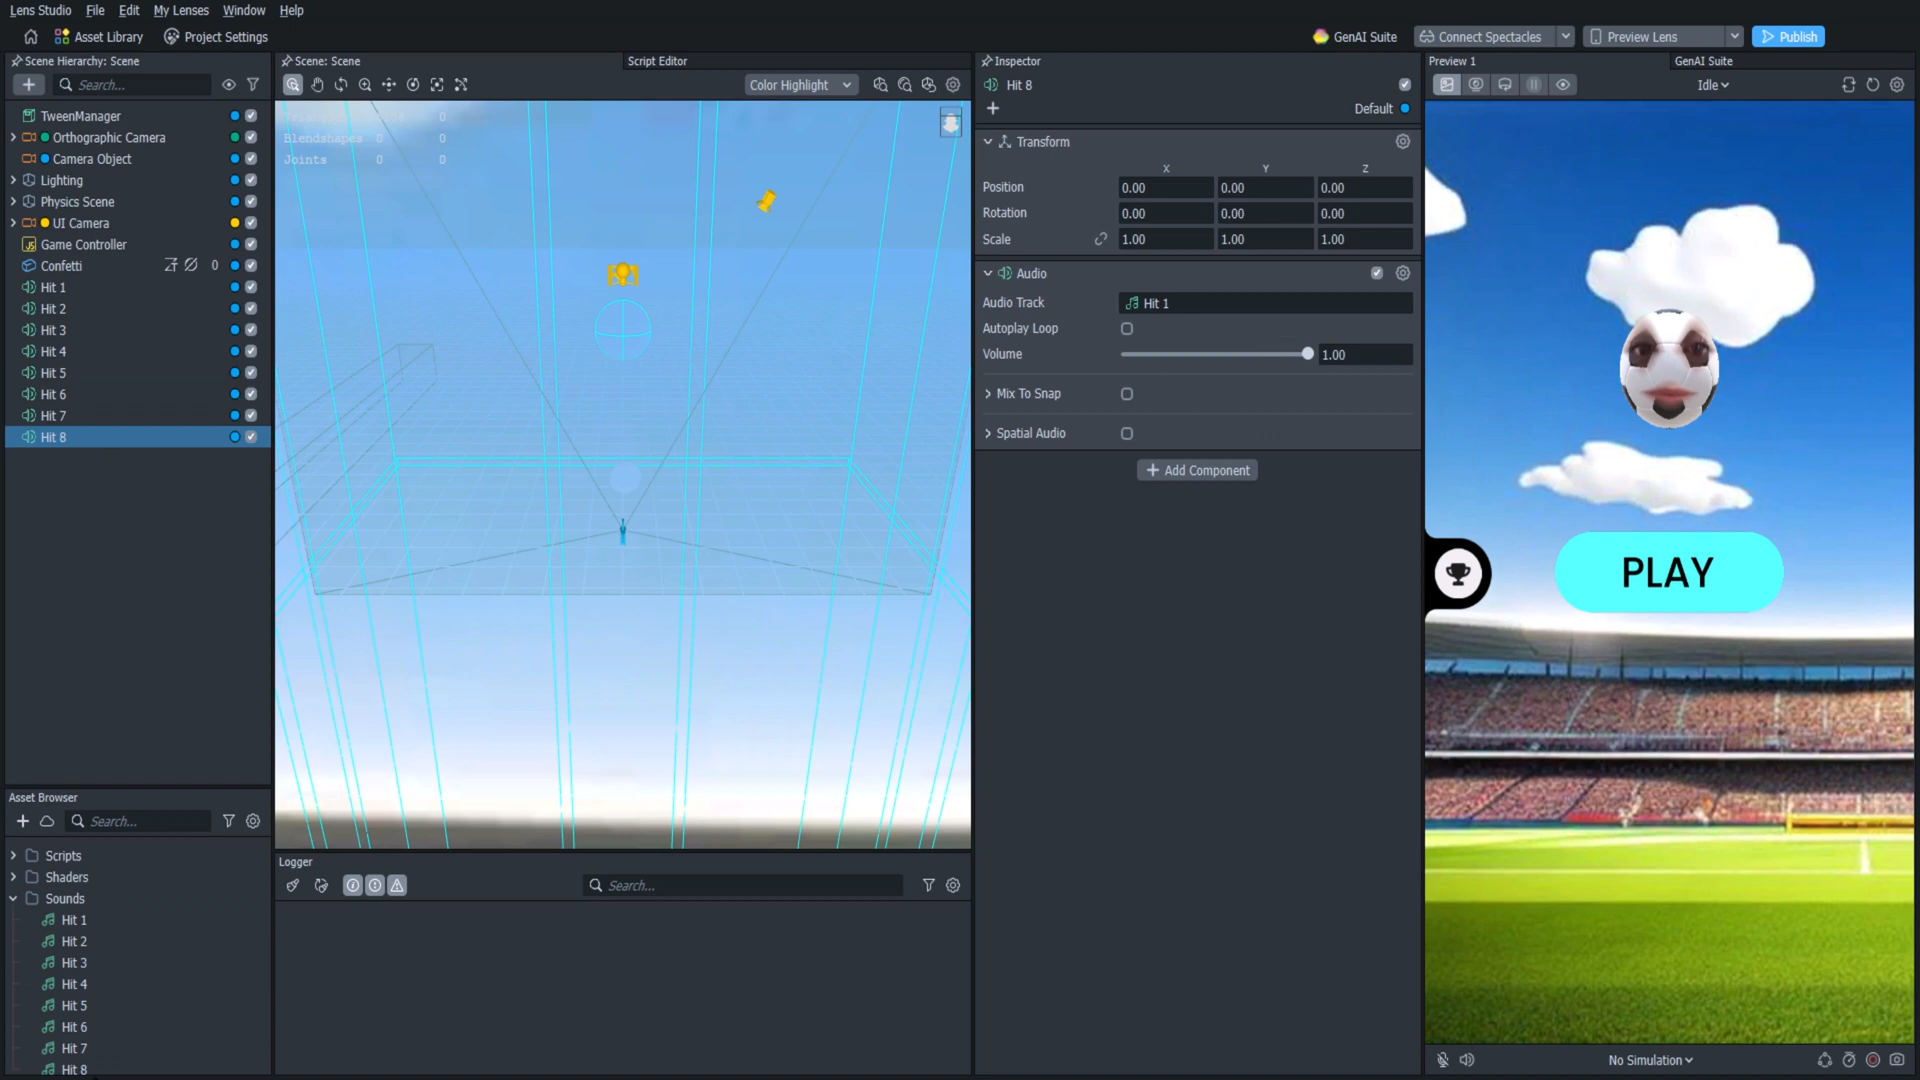 Lens Studio File Edit My Lenses Window Help
Asset Library Project Settings GenAI Suite Connect Spectacles Preview Lens Publish
Scene Hierarchy: Scene
Search...
TweenManager
Orthographic Camera
Camera Object
Lighting
Physics Scene
UI Camera
Game Controller
Confetti 0
Hit 1
Hit 2
Hit 3
Hit 4
Hit 5
Hit 6
Hit 7
Hit 8
Asset Browser
Search...
Scripts
Shaders
Sounds
Hit 1
Hit 2
Hit 3
Hit 4
Hit 5
Hit 6
Hit 7
Hit 8
Scene: Scene Script Editor
Color Highlight
0
Blendshapes 0 0
Joints 0 0
Logger
Search...
Inspector
Hit 8
Default
Transform
X Y Z
Position 0.00 0.00 0.00
Rotation 0.00 0.00 0.00
Scale 1.00 1.00 1.00
Audio
Audio Track Hit 1
Autoplay Loop
Volume 1.00
Mix To Snap
Spatial Audio
+ Add Component
Preview 1 GenAI Suite
Idle
PLAY
No Simulation